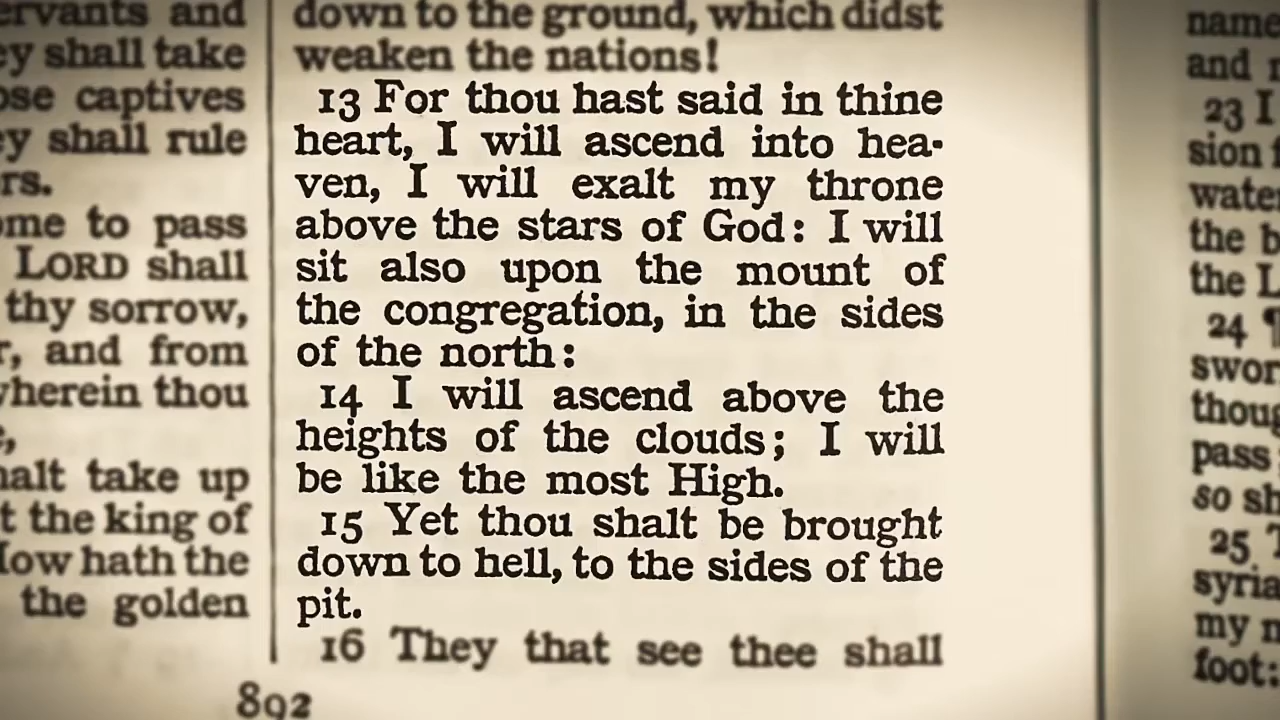 ervants and
ey shall take
ose captives
ey shall rule
rs.
ome to pass
LORD shall
thy sorrow,
r, and from
wherein thou
halt take up
t the king of
How hath the
the golden
down to the ground, which didst
weaken the nations!
13 For thou hast said in thine
heart, I will ascend into hea-
ven, I will exalt my throne
above the stars of God: I will
sit also upon the mount of
the congregation, in the sides
of the north:
14 I will ascend above the
heights of the clouds; I will
be like the most High.
15 Yet thou shalt be brought
down to hell, to the sides of the
pit.
16 They that see thee shall
892
name
and
23 I
sion
water
the b
the L
24 ¶
swor
thoug
pass
so sh
25 T
syria
my m
foot: